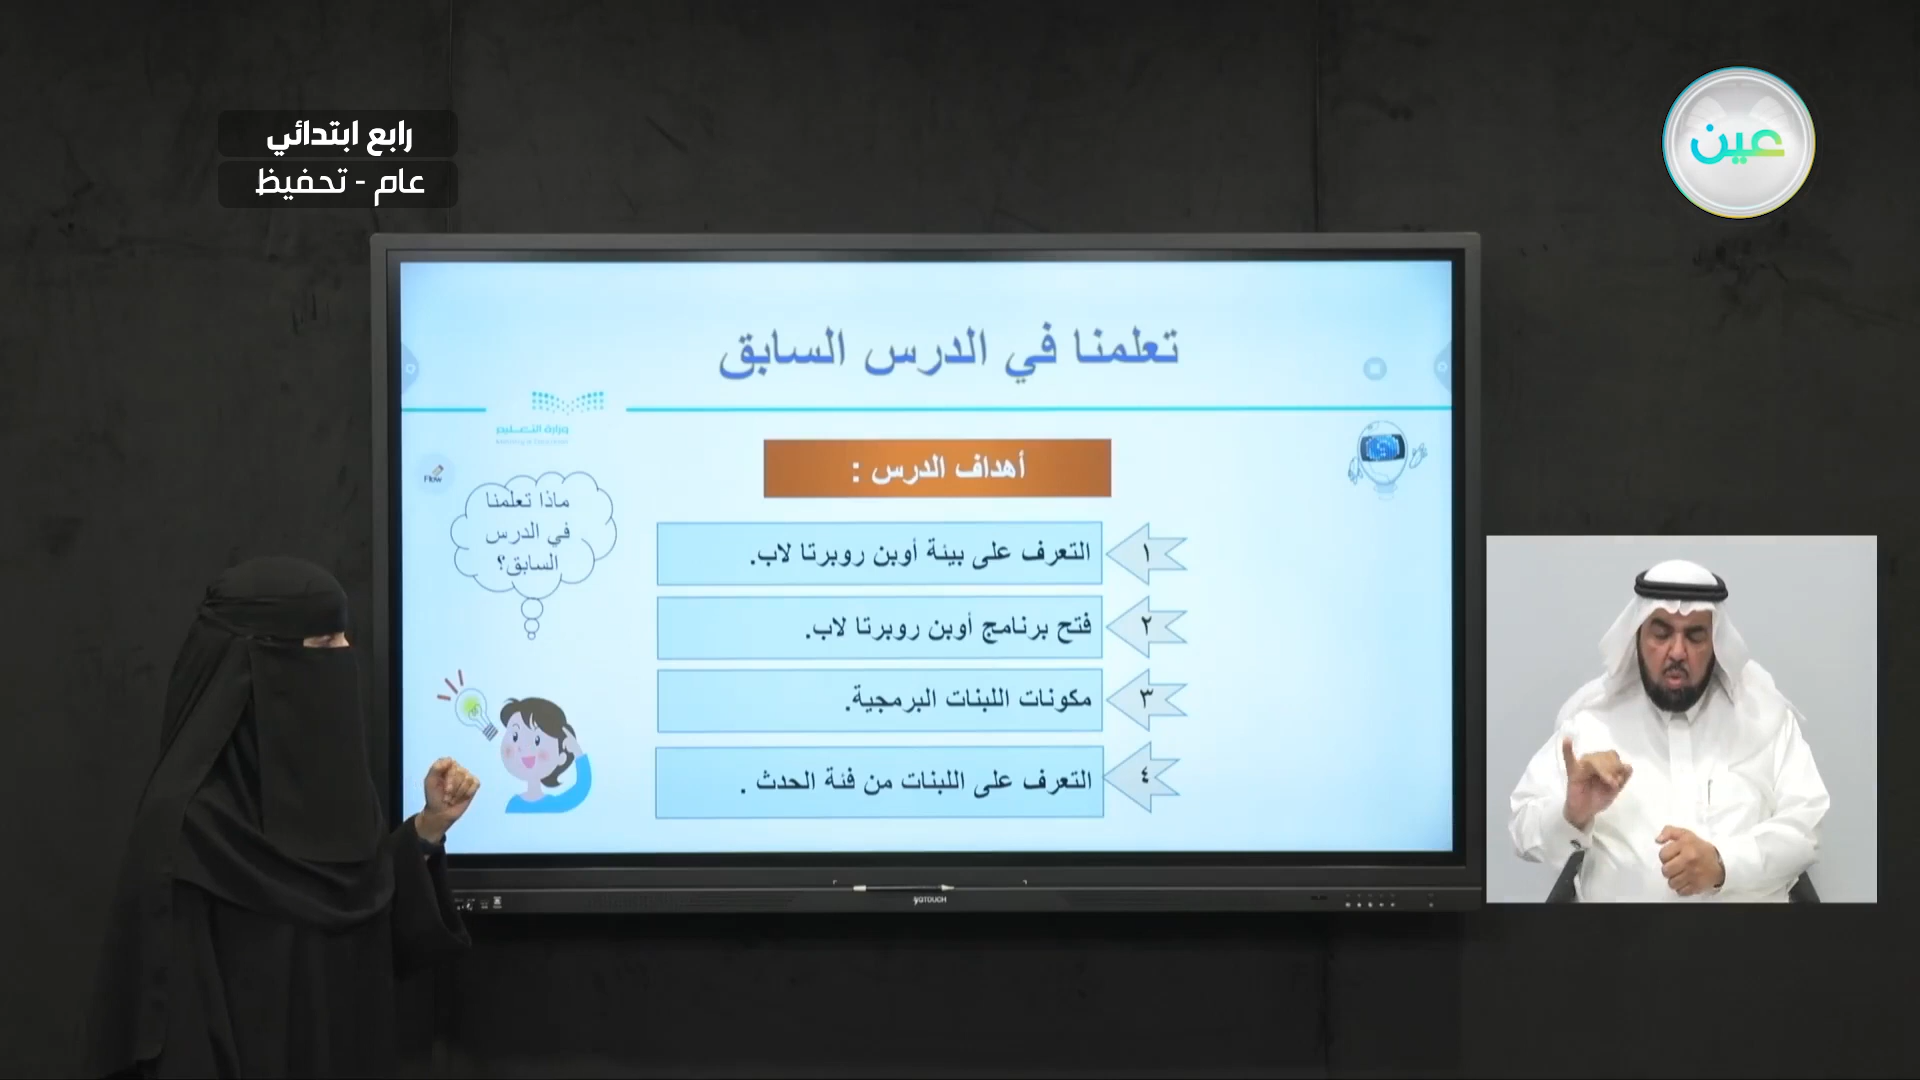 رابع ابتدائي
عام - تحفيظ
عين
تعلمنا في الدرس السابق
وزارة التعليم
أهداف الدرس :
Flow
ماذا تعلمنا
في الدرس
السابق؟
١
التعرف على بيئة أوبن روبرتا لاب.
٢
فتح برنامج أوبن روبرتا لاب.
٣
مكونات اللبنات البرمجية.
٤
التعرف على اللبنات من فئة الحدث .